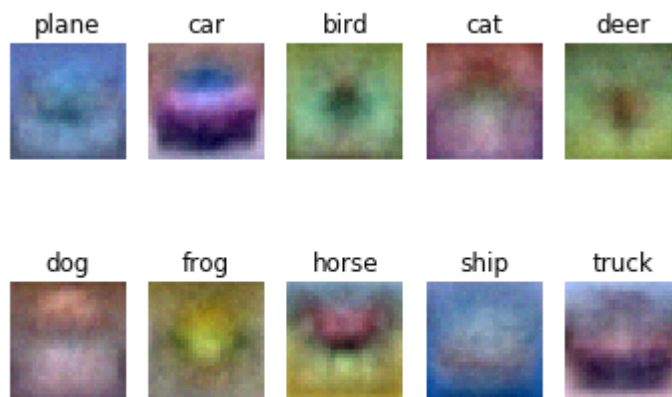 plane car bird cat deer
dog frog horse ship truck